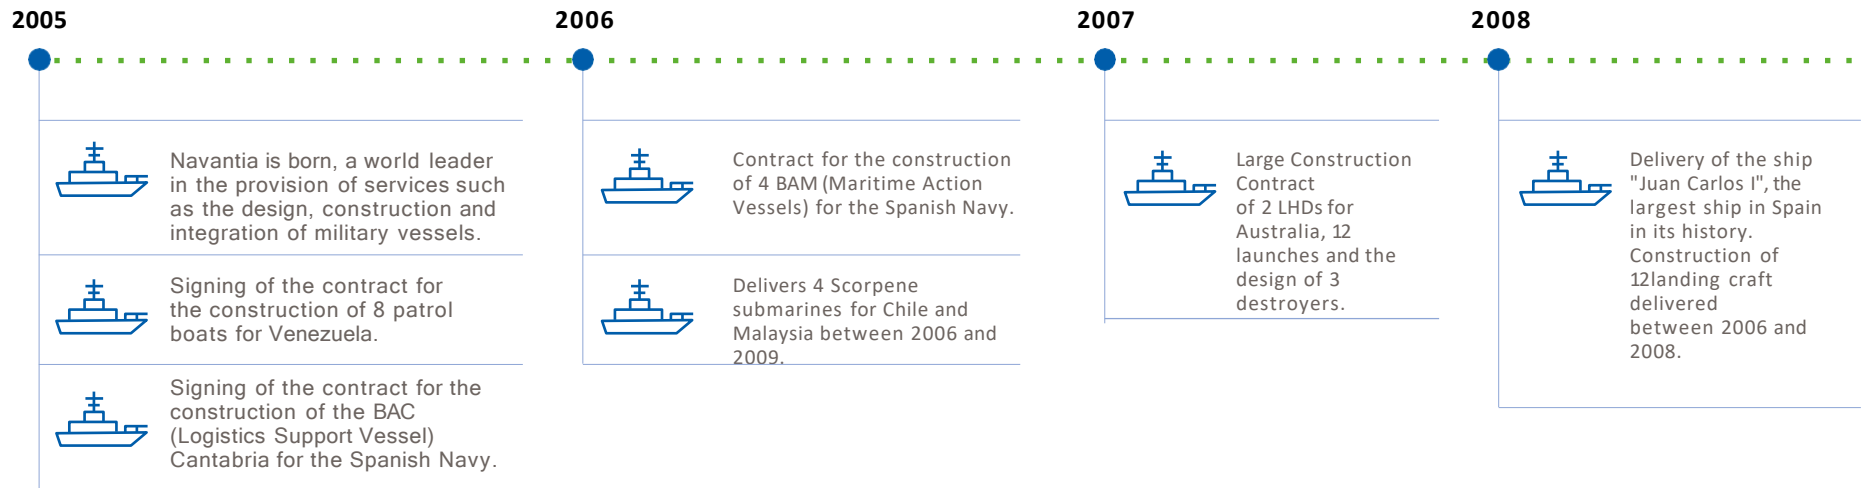 2005
Navantia is born, a world leader
in the provision of services such
as the design, construction and
integration of military vessels.
Signing of the contract for
the construction of 8 patrol
boats for Venezuela.
Signing of the contract for the
construction of the BAC
(Logistics Support Vessel)
Cantabria for the Spanish Navy.
2006
Contract for the construction
of 4 BAM (Maritime Action
Vessels) for the Spanish Navy.
Delivers 4 Scorpene
submarines for Chile and
Malaysia between 2006 and
2009.
2007
Large Construction
Contract
of 2 LHDs for
Australia, 12
launches and the
design of 3
destroyers.
2008
Delivery of the ship
"Juan Carlos I", the
largest ship in Spain
in its history.
Construction of
12landing craft
delivered
between 2006 and
2008.